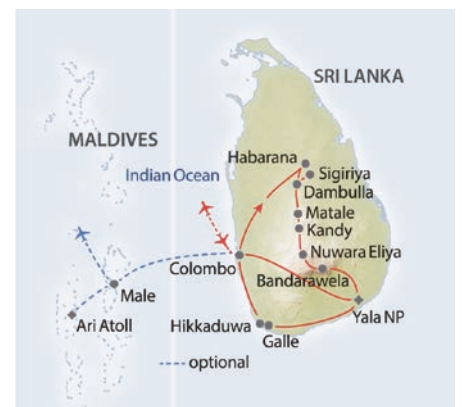 SRI LANKA
MALDIVES
Habarana
Indian Ocean
Sigiriya
Dambulla
Matale
Kandy
Nuwara Eliya
Colombo
Bandarawela
Male
Yala NP
Ari Atoll
Hikkaduwa
Galle
optional